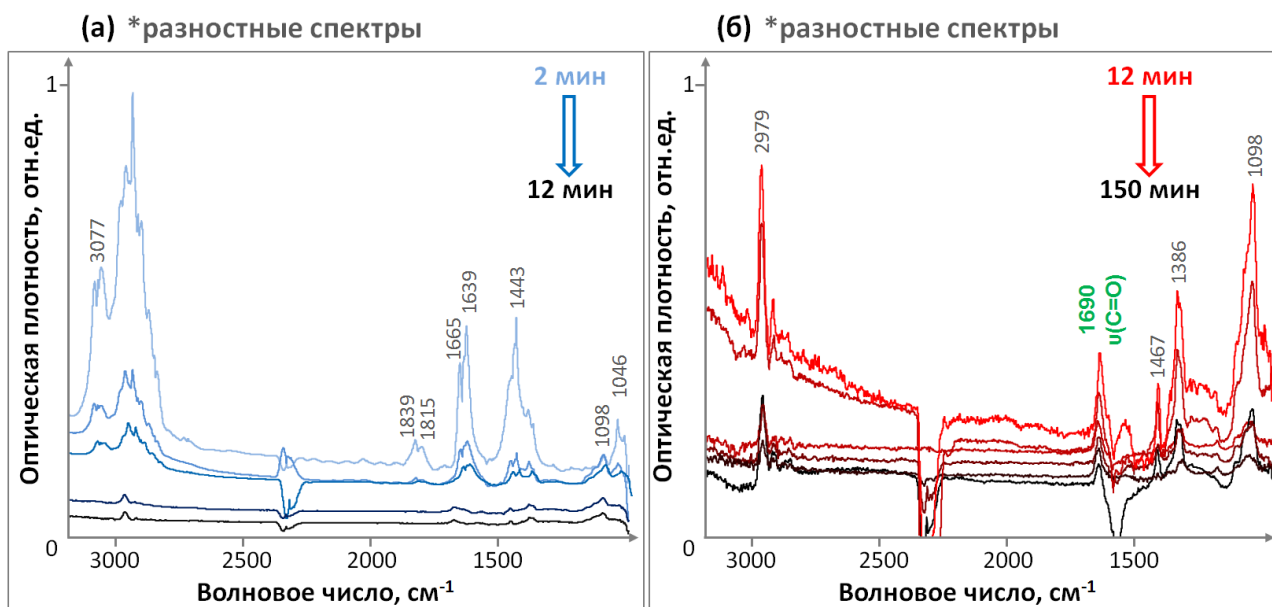 (а) *разностные спектры
1
2 мин
12 мин
3077
1839
1815
1665
1639
1443
1098
1046
0
3000
2500
2000
1500
Оптическая плотность, отн.ед.
Волновое число, см-1
(б) *разностные спектры
1
12 мин
150 мин
2979
1690
υ(C=O)
1467
1386
1098
0
3000
2500
2000
1500
Оптическая плотность, отн.ед.
Волновое число, см-1